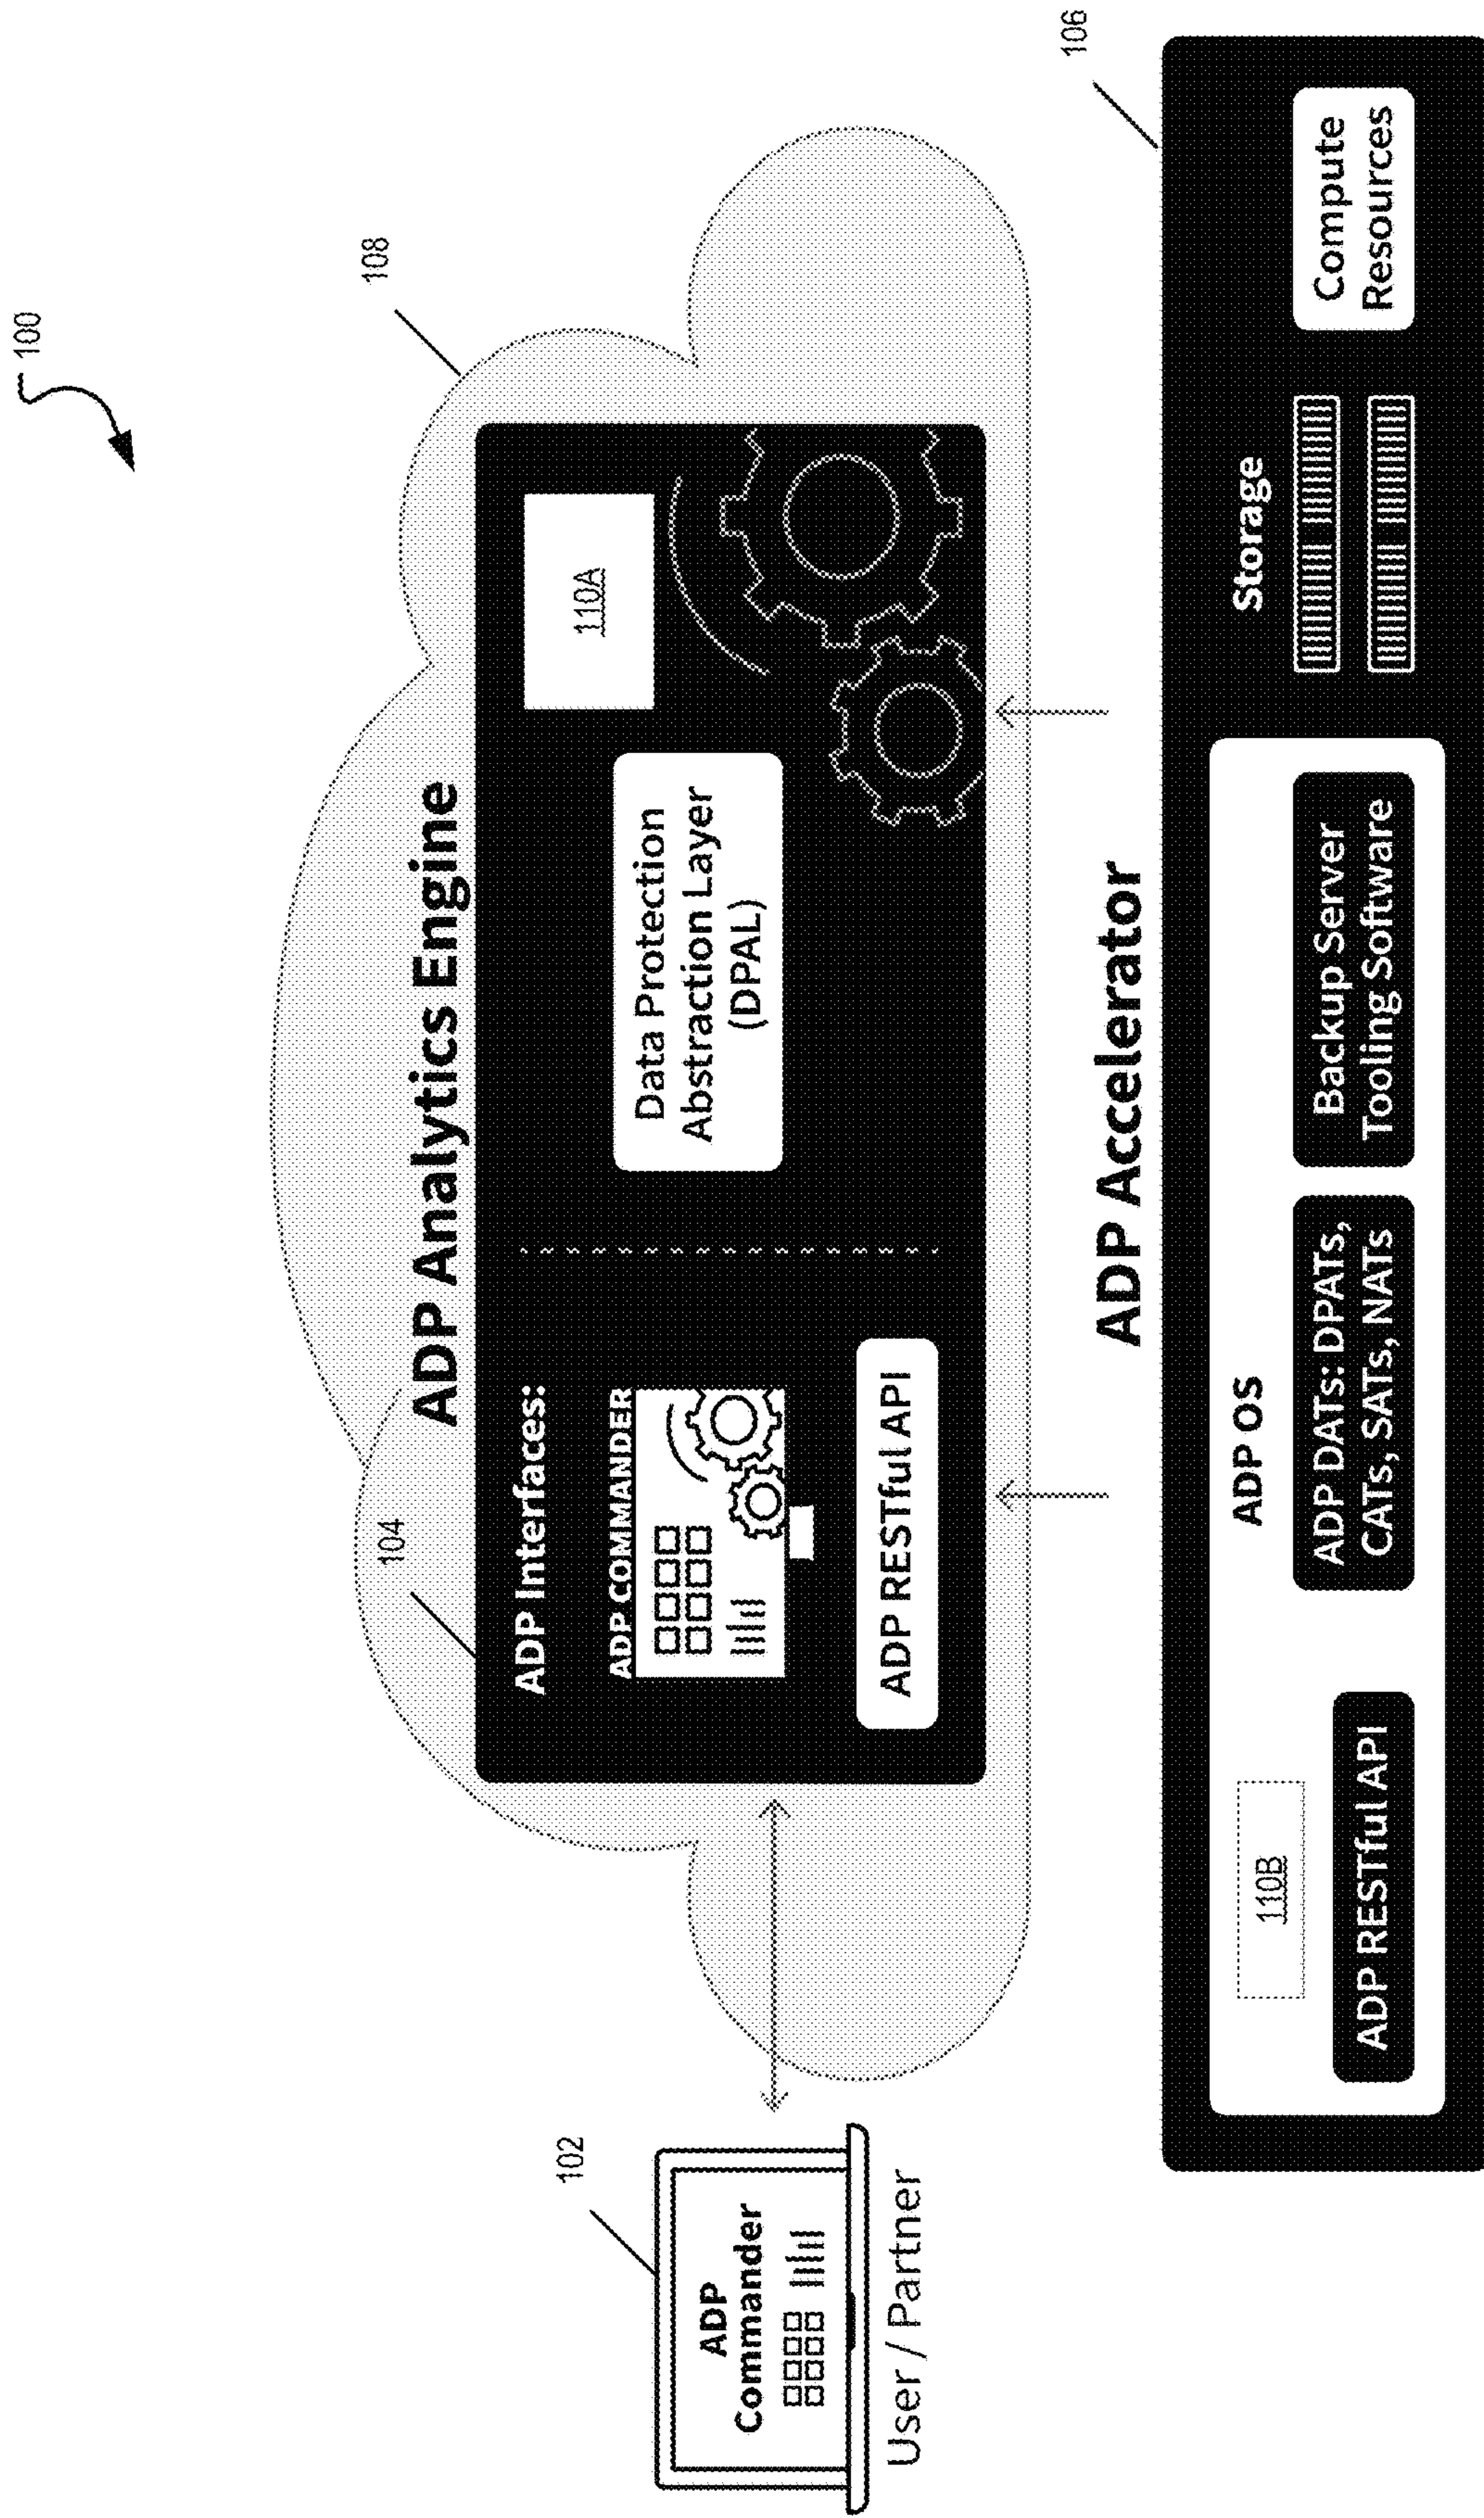 100
108
104
ADP Analytics Engine
ADP Interfaces:
ADP COMMANDER
ADP RESTful API
Data Protection
Abstraction Layer
(DPAL)
110A
102
ADP
Commander
User / Partner
ADP Accelerator
106
ADP OS
110B
ADP RESTful API
ADP DATs: DPATs,
CATs, SATs, NATs
Backup Server
Tooling Software
Storage
Compute
Resources